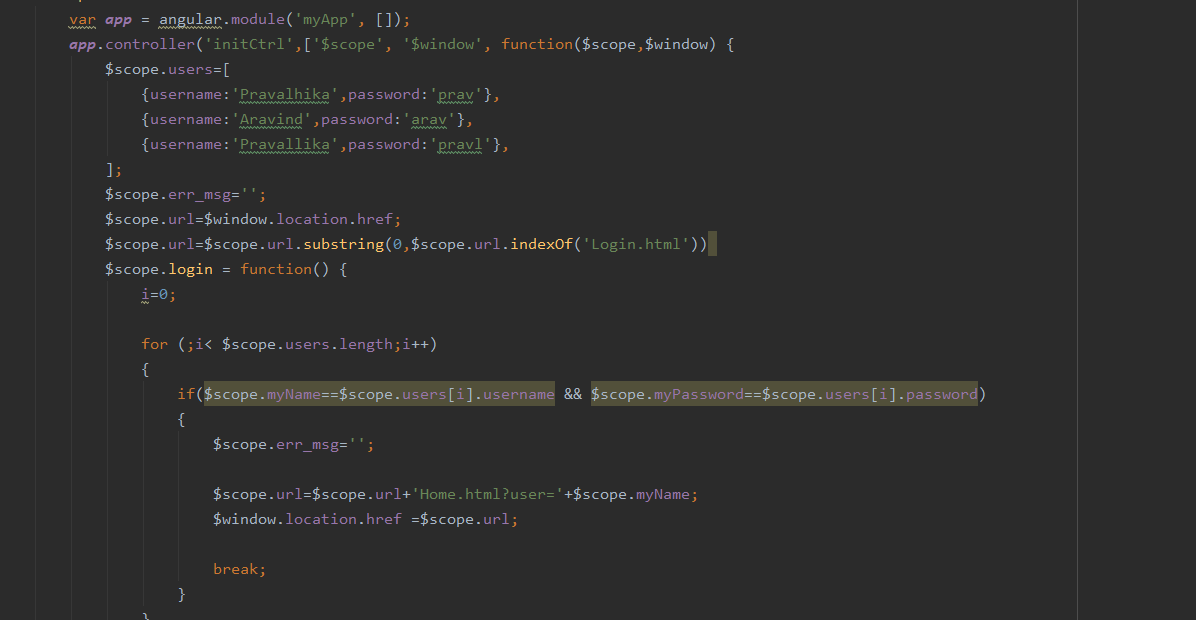 var app = angular.module('myApp', []);
app.controller('initCtrl',['$scope', '$window', function($scope,$window) {
$scope.users=[
{username:'Pravalhika',password:'prav'},
{username:'Aravind',password:'arav'},
{username:'Pravallika',password:'pravl'},
];
$scope.err_msg='';
$scope.url=$window.location.href;
$scope.url=$scope.url.substring(0,$scope.url.indexOf('Login.html'))
$scope.login = function() {
i=0;
for (;i< $scope.users.length;i++)
{
if($scope.myName==$scope.users[i].username && $scope.myPassword==$scope.users[i].password)
{
$scope.err_msg='';
$scope.url=$scope.url+'Home.html?user='+$scope.myName;
$window.location.href =$scope.url;
break;
}
}